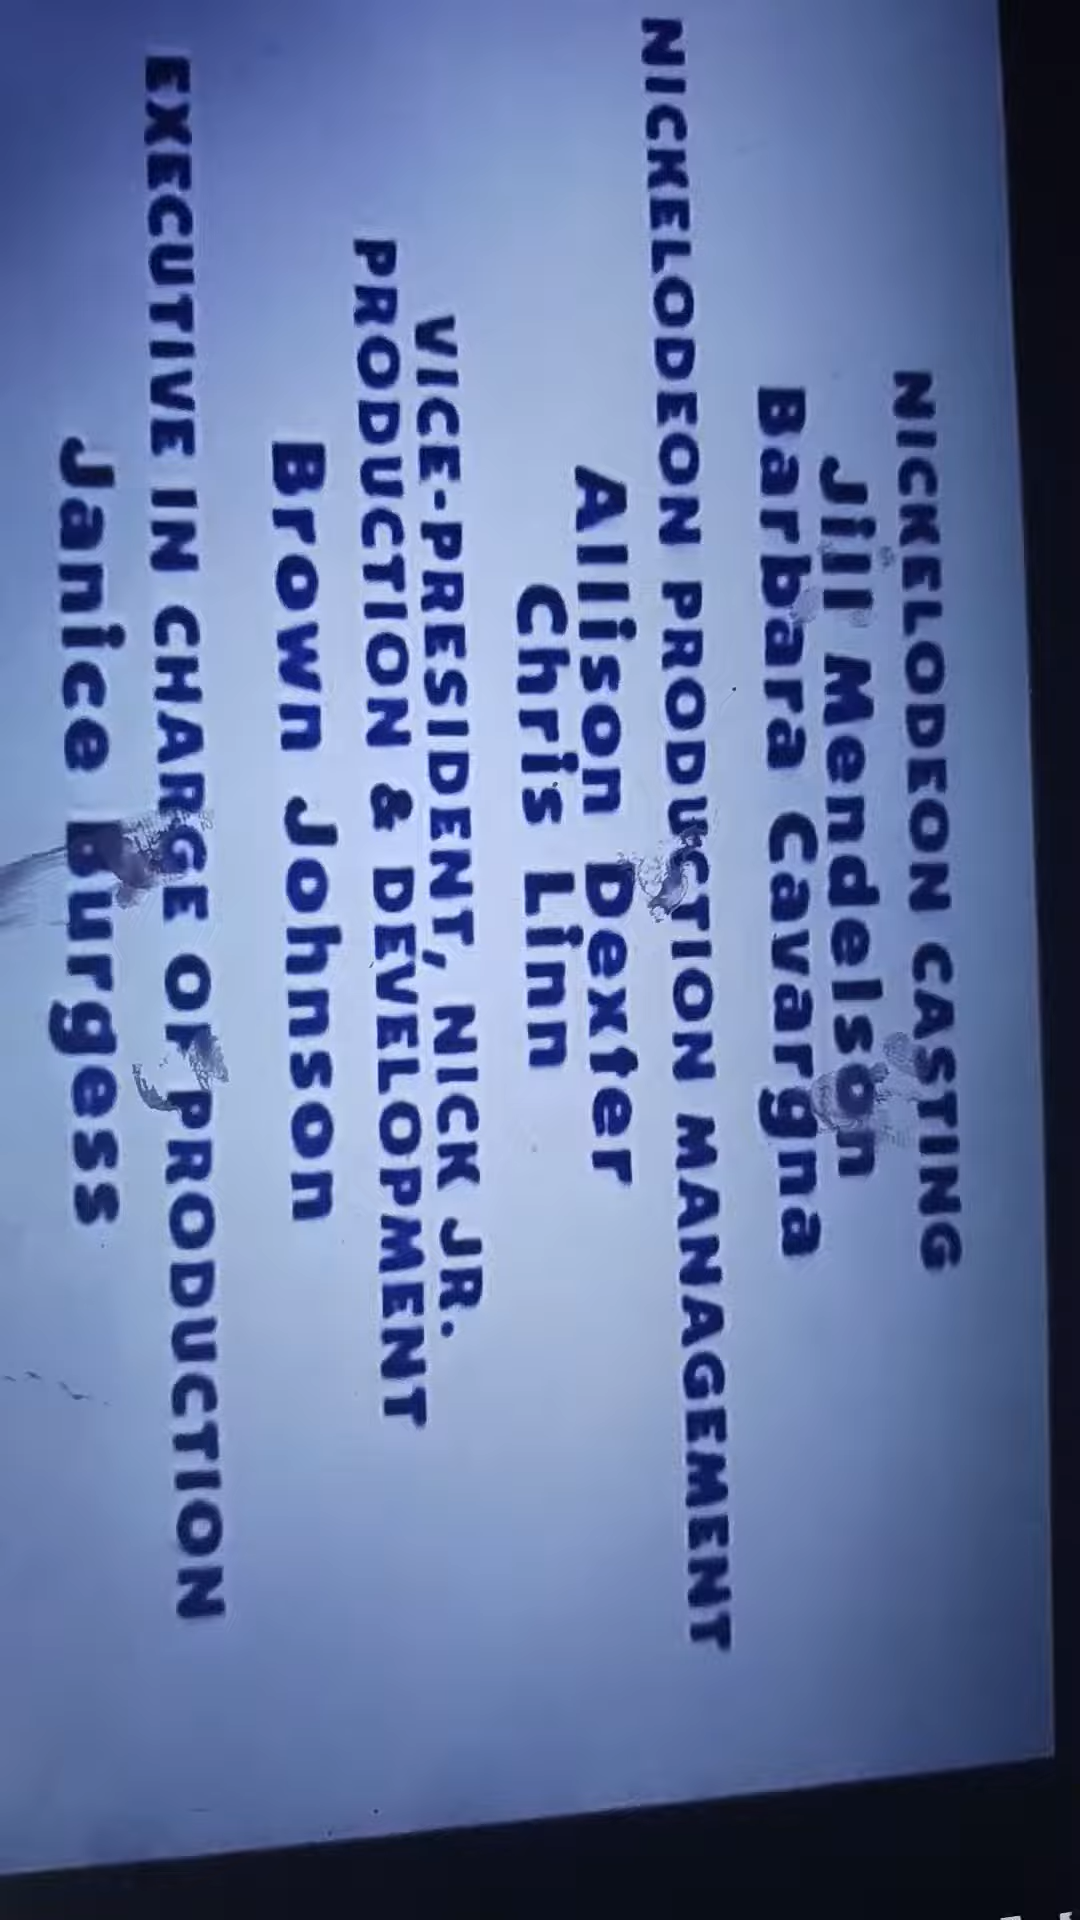 NICKELODEON CASTING
Jill Mendelson
Barbara Cavargna
NICKELODEON PRODUCTION MANAGEMENT
Allison Dexter
Chris Linn
VICE-PRESIDENT, NICK JR.
PRODUCTION & DEVELOPMENT
Brown Johnson
EXECUTIVE IN CHARGE OF PRODUCTION
Janice Burgess